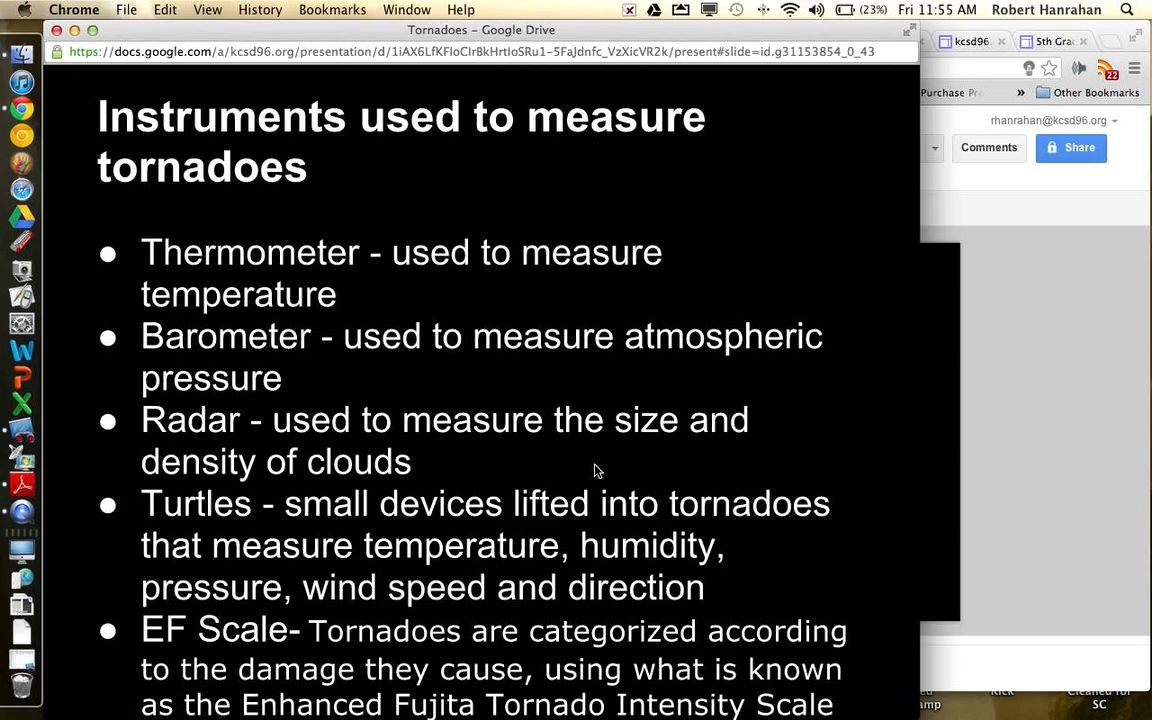 Chrome File Edit View History Bookmarks Window Help (23%) Fri 11:55 AM Robert Hanrahan
Tornadoes – Google Drive
https://docs.google.com/a/kcsd96.org/presentation/d/1iAX6LfKFIoClrBkHrtIoSRu1-5FaJdnfc_VzXicVR2k/present#slide=id.g31153854_0_43
kcsd96. 5th Gra
22
Purchase Pr » Other Bookmarks
rhanrahan@kcsd96.org
Comments Share
Instruments used to measure
tornadoes
● Thermometer - used to measure
temperature
● Barometer - used to measure atmospheric
pressure
● Radar - used to measure the size and
density of clouds
● Turtles - small devices lifted into tornadoes
that measure temperature, humidity,
pressure, wind speed and direction
● EF Scale- Tornadoes are categorized according
to the damage they cause, using what is known
as the Enhanced Fujita Tornado Intensity Scale
SC